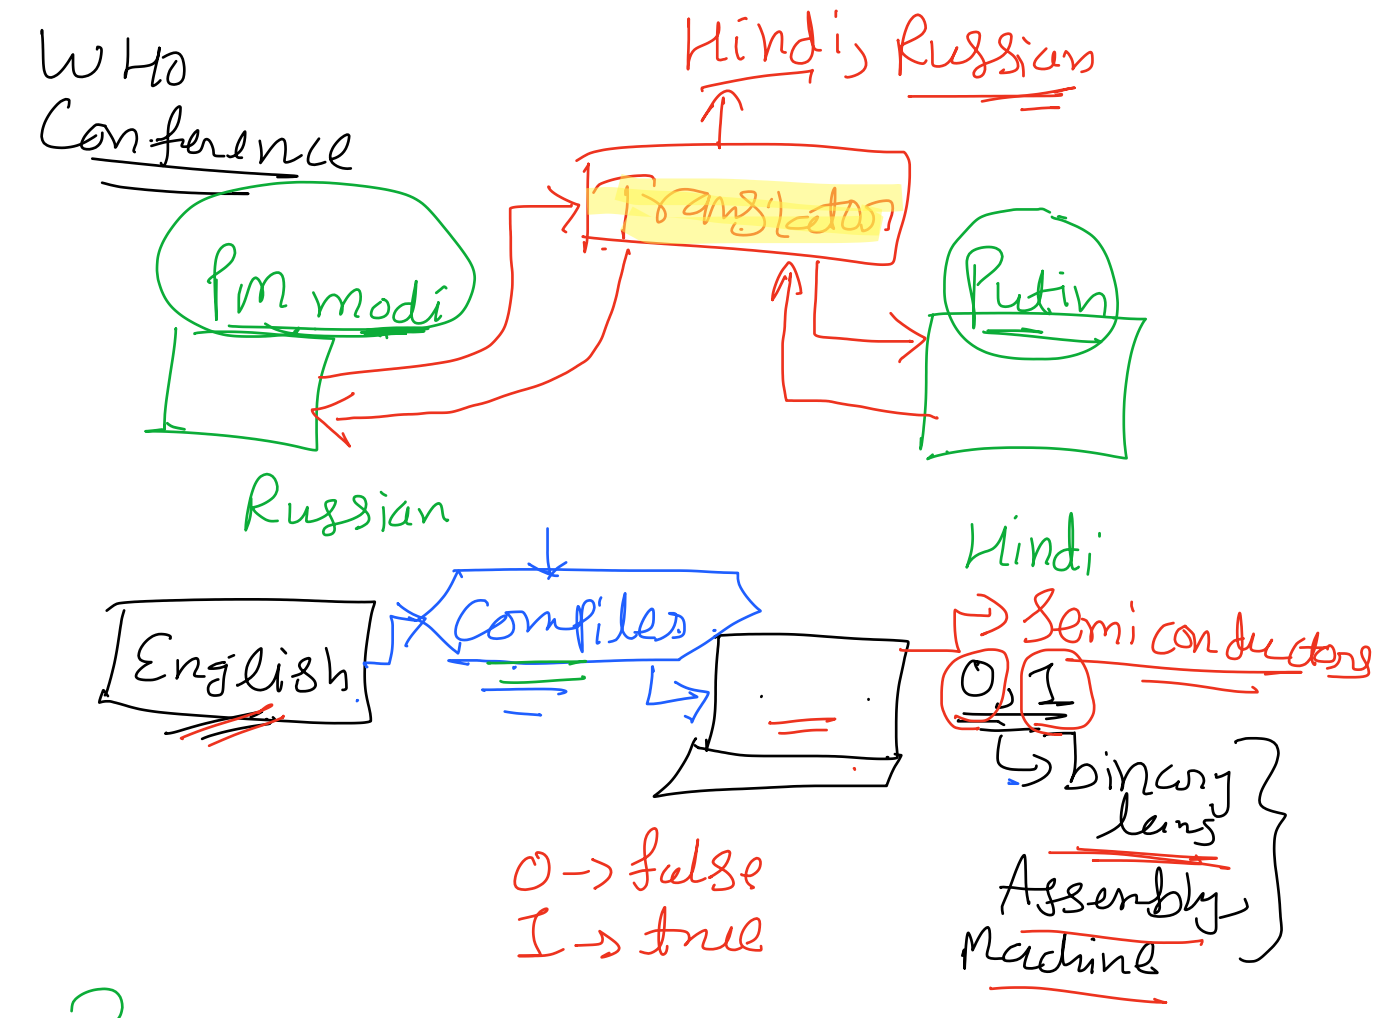 WHO
Conference
Hindi, Russian
Translator
PM modi
Putin
Russian
Hindi
English
Compiler
Semiconductors
0, 1
binary
lang
Assembly,
Machine
0 -> false
1 -> true